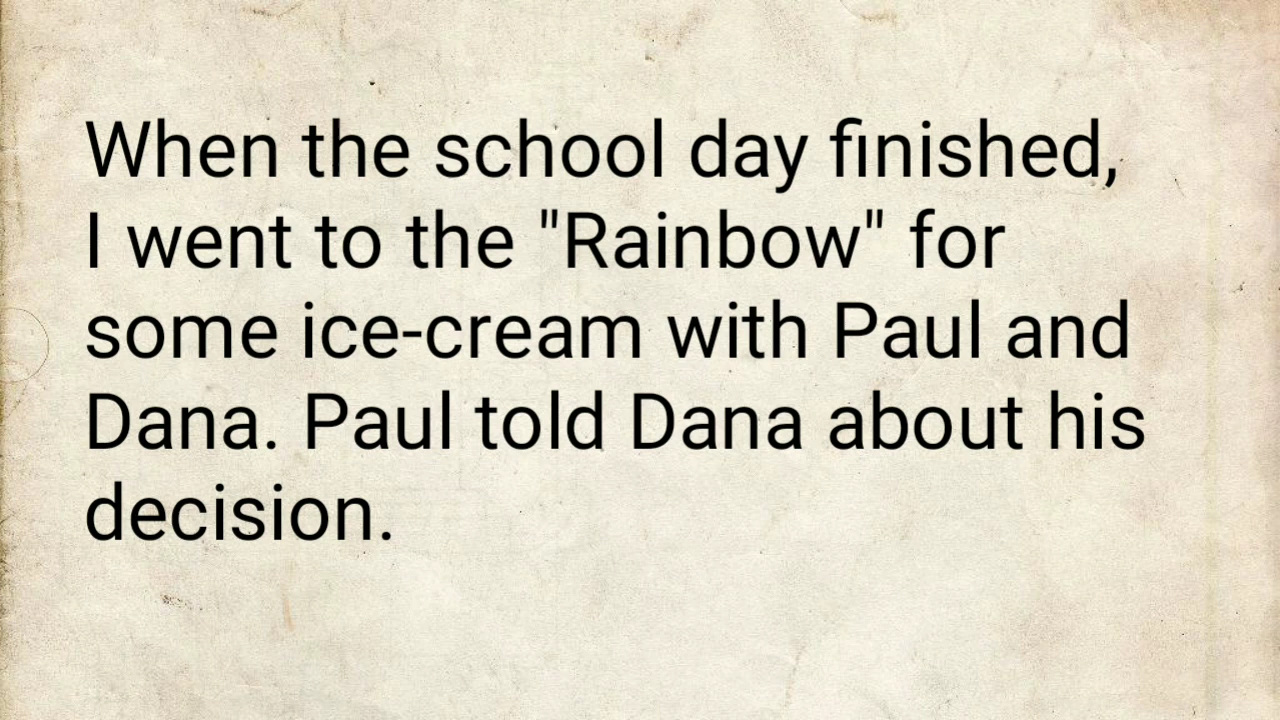 When the school day finished,
I went to the "Rainbow" for
some ice-cream with Paul and
Dana. Paul told Dana about his
decision.